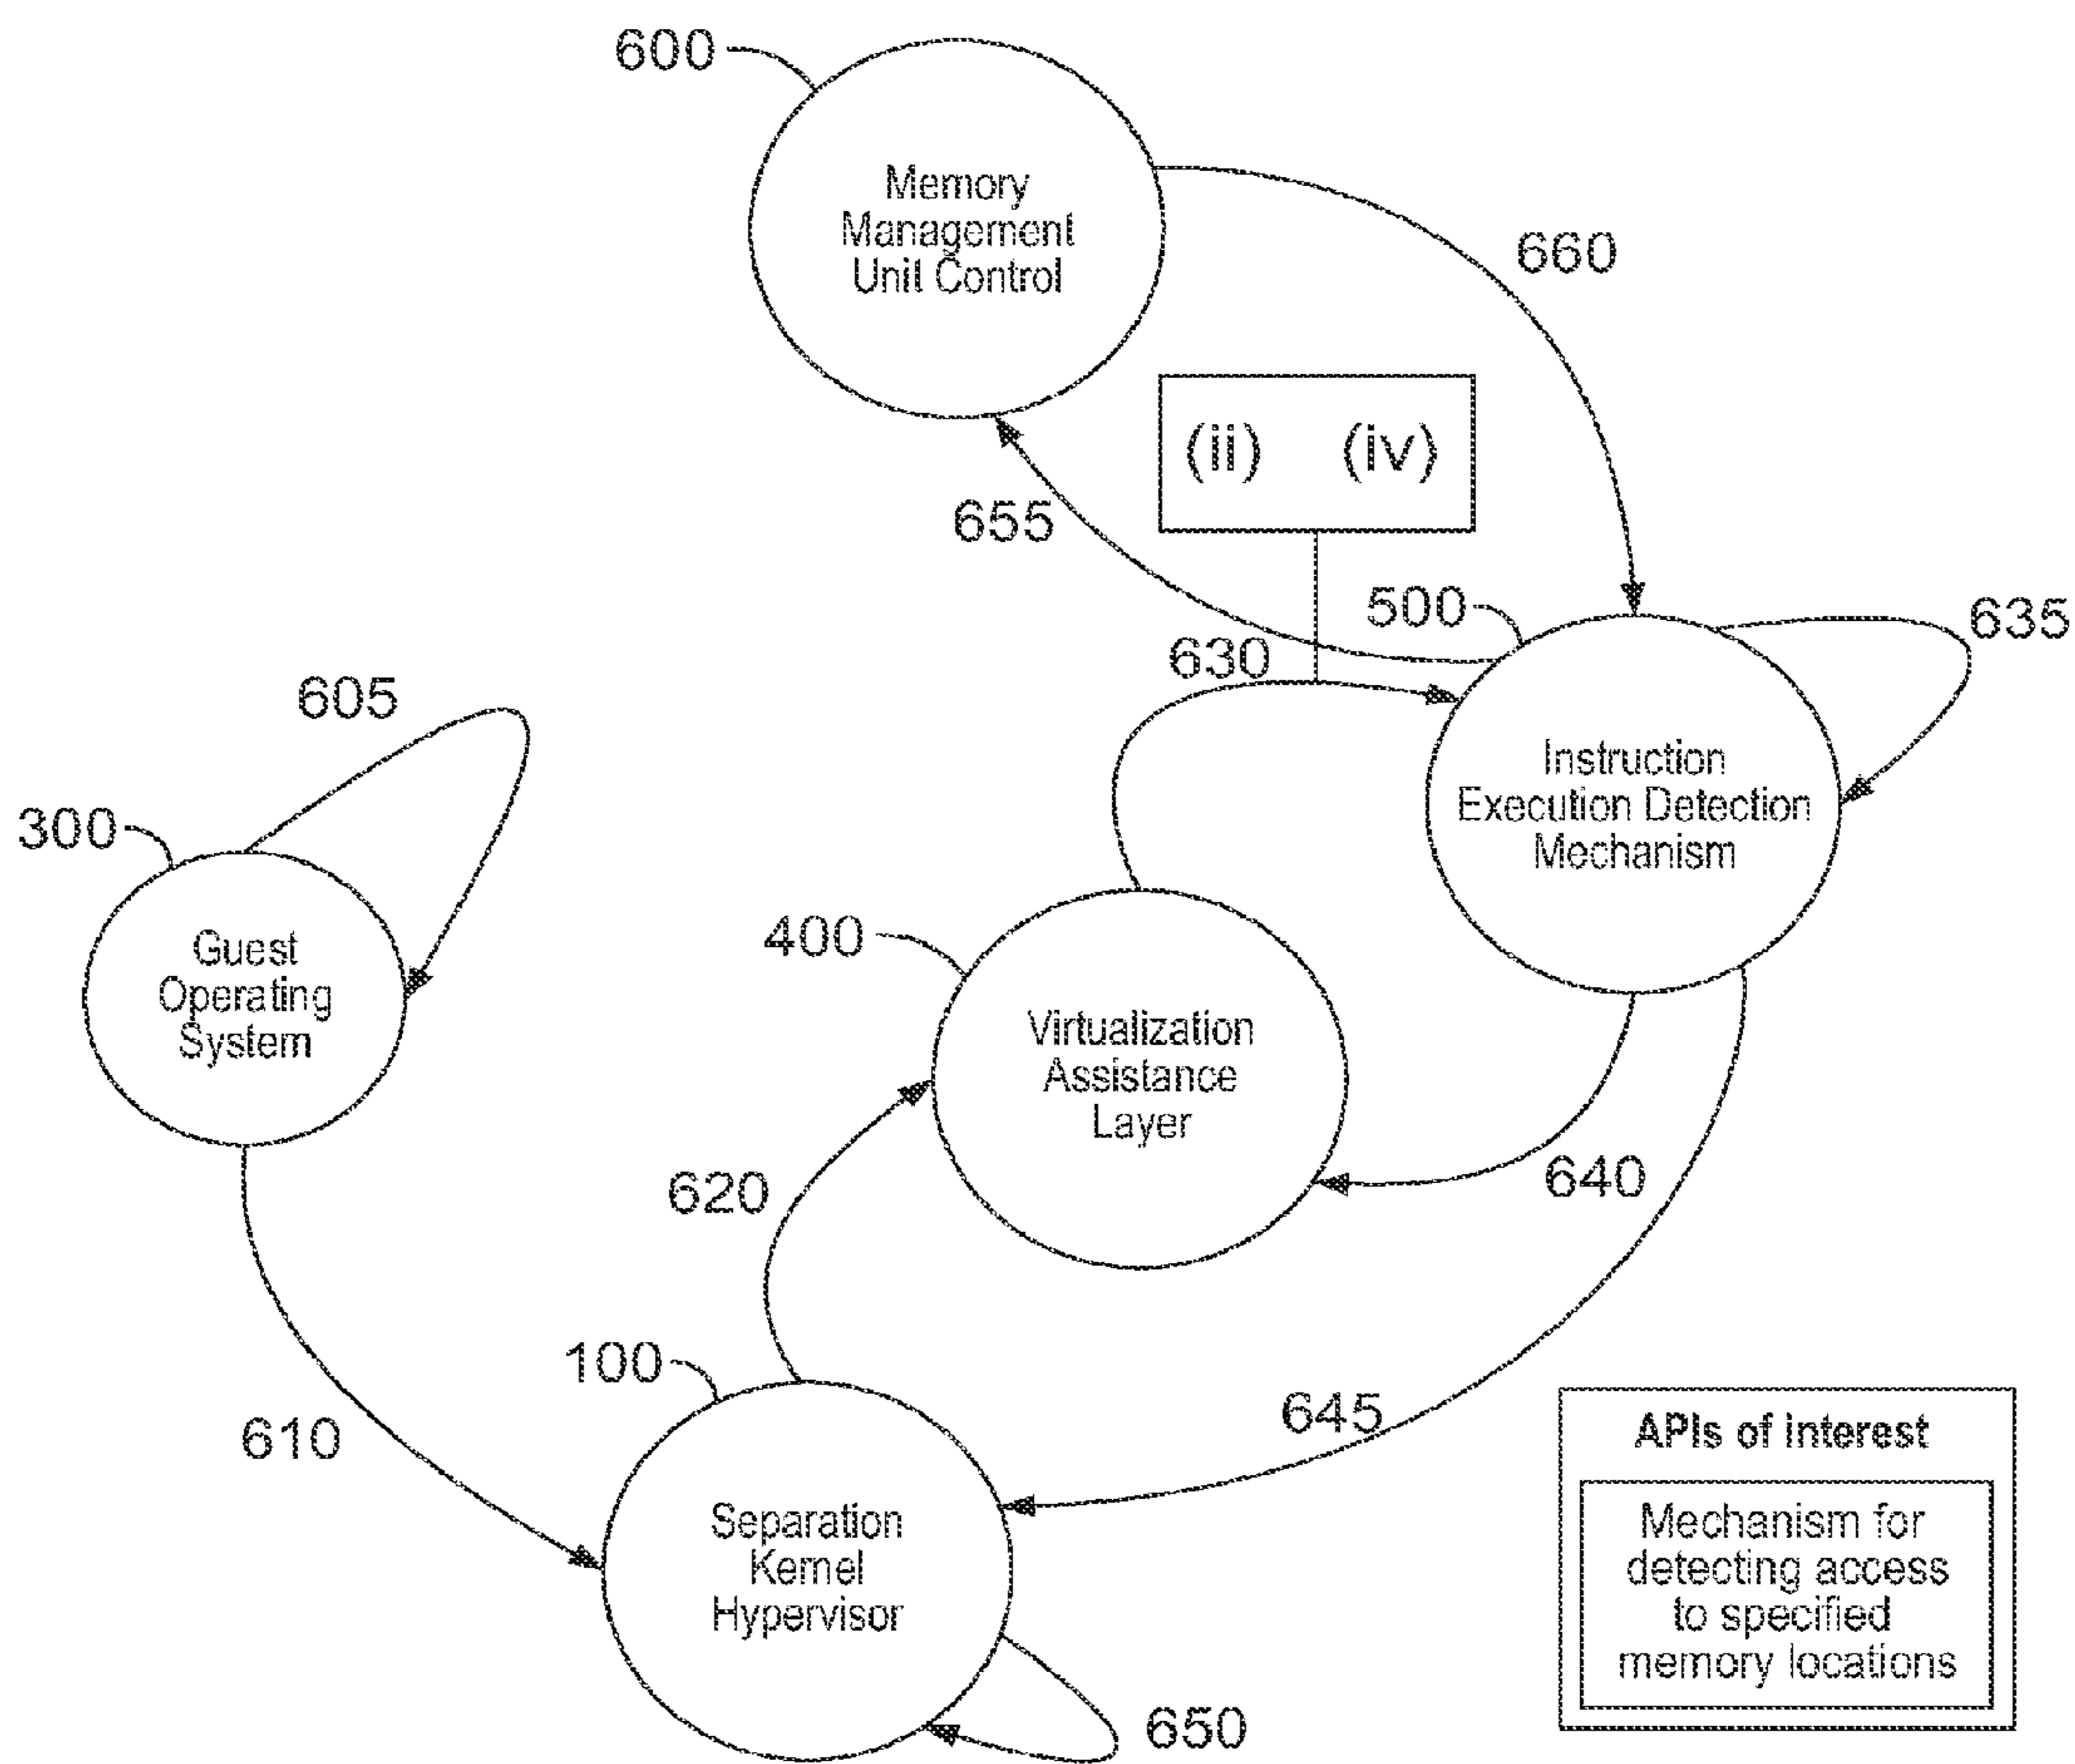 600
Memory
Management
Unit Control
660
(ii) (iv)
655
500
635
630
605
Instruction
Execution Detection
Mechanism
300
400
Guest
Operating
System
Virtualization
Assistance
Layer
620
640
100
645
610
APIs of Interest
Separation
Kernel
Hypervisor
Mechanism for
detecting access
to specified
memory locations
650